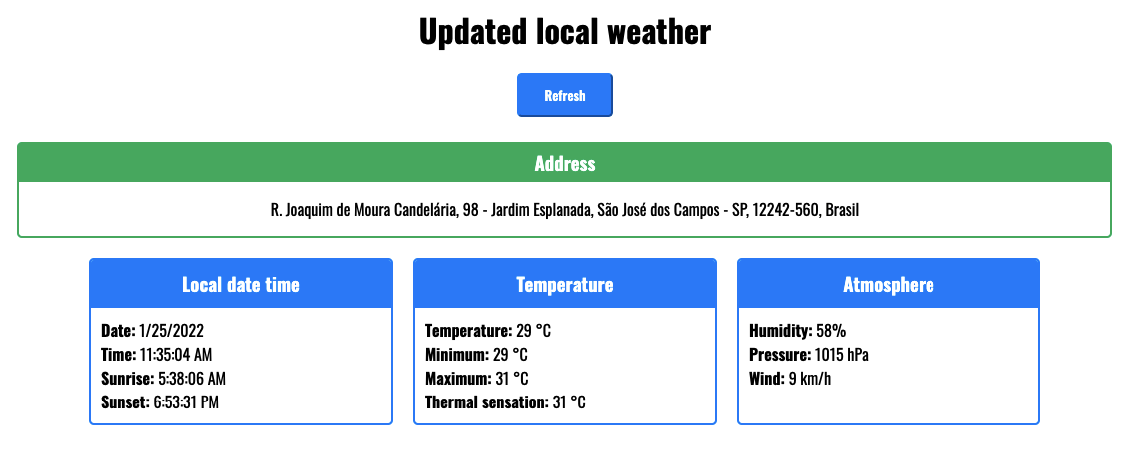 Updated local weather
Refresh
Address
R. Joaquim de Moura Candelária, 98 - Jardim Esplanada, São José dos Campos - SP, 12242-560, Brasil
Local date time
Date: 1/25/2022
Time: 11:35:04 AM
Sunrise: 5:38:06 AM
Sunset: 6:53:31 PM
Temperature
Temperature: 29 °C
Minimum: 29 °C
Maximum: 31 °C
Thermal sensation: 31 °C
Atmosphere
Humidity: 58%
Pressure: 1015 hPa
Wind: 9 km/h